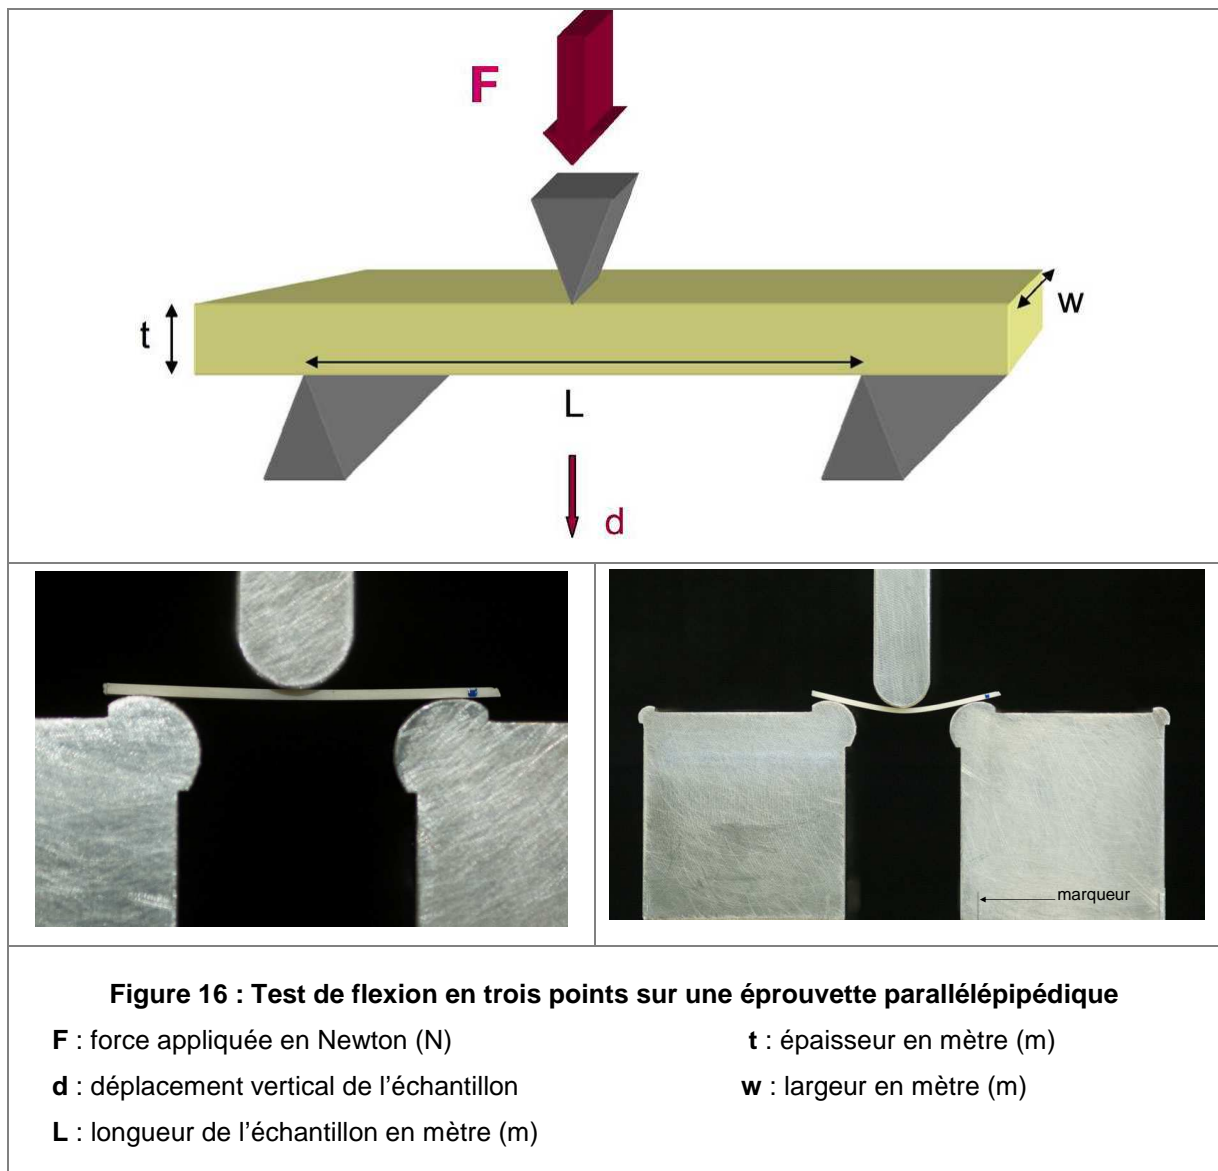 F
t
w
L
d
marqueur
Figure 16 : Test de flexion en trois points sur une éprouvette parallélépipédique
F : force appliquée en Newton (N)
t : épaisseur en mètre (m)
d : déplacement vertical de l'échantillon
w : largeur en mètre (m)
L : longueur de l'échantillon en mètre (m)